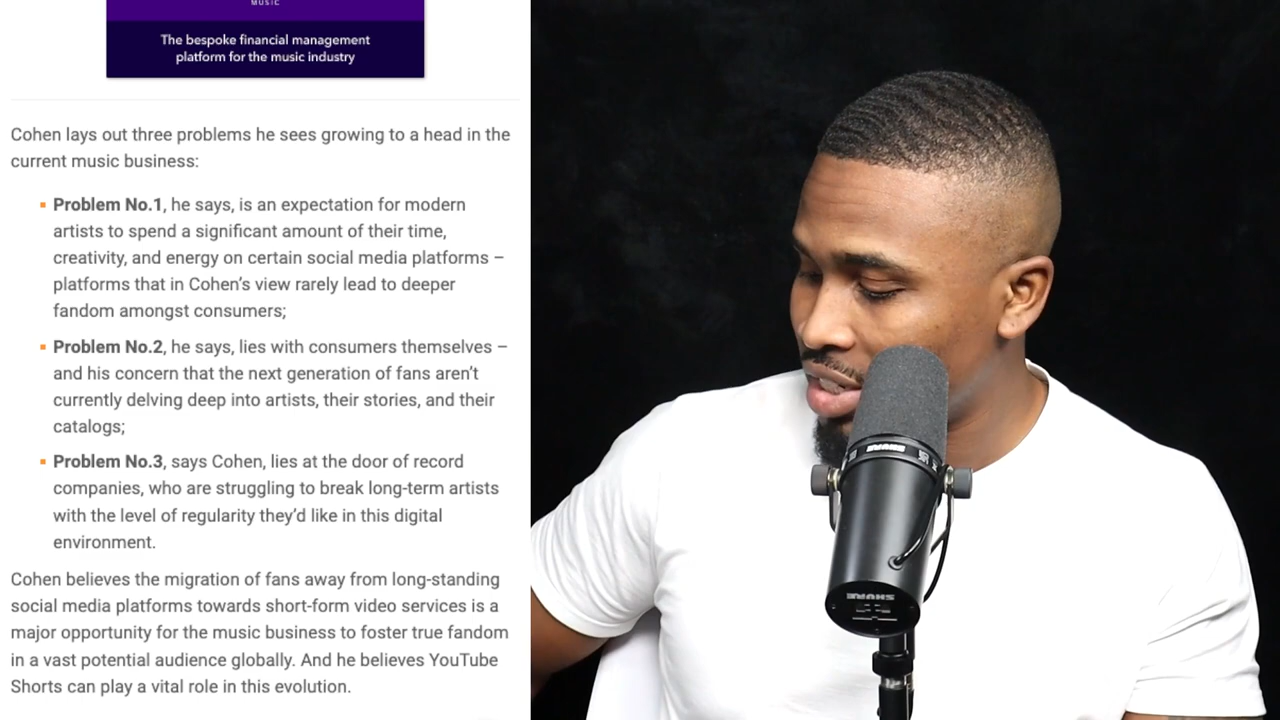 MUSIC
The bespoke financial management
platform for the music industry
Cohen lays out three problems he sees growing to a head in the
current music business:
Problem No.1, he says, is an expectation for modern
artists to spend a significant amount of their time,
creativity, and energy on certain social media platforms –
platforms that in Cohen’s view rarely lead to deeper
fandom amongst consumers;
Problem No.2, he says, lies with consumers themselves –
and his concern that the next generation of fans aren’t
currently delving deep into artists, their stories, and their
catalogs;
Problem No.3, says Cohen, lies at the door of record
companies, who are struggling to break long-term artists
with the level of regularity they’d like in this digital
environment.
Cohen believes the migration of fans away from long-standing
social media platforms towards short-form video services is a
major opportunity for the music business to foster true fandom
in a vast potential audience globally. And he believes YouTube
Shorts can play a vital role in this evolution.
SHURE
SHURE